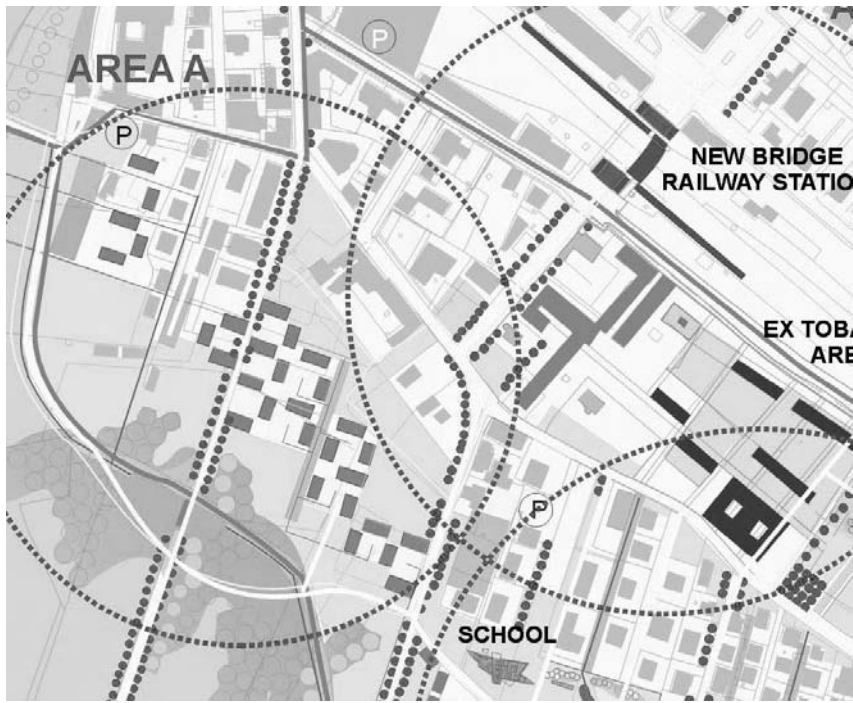 P
AREA A
P
NEW BRIDGE
RAILWAY STATIO
EX TOBA
ARE
P
SCHOOL